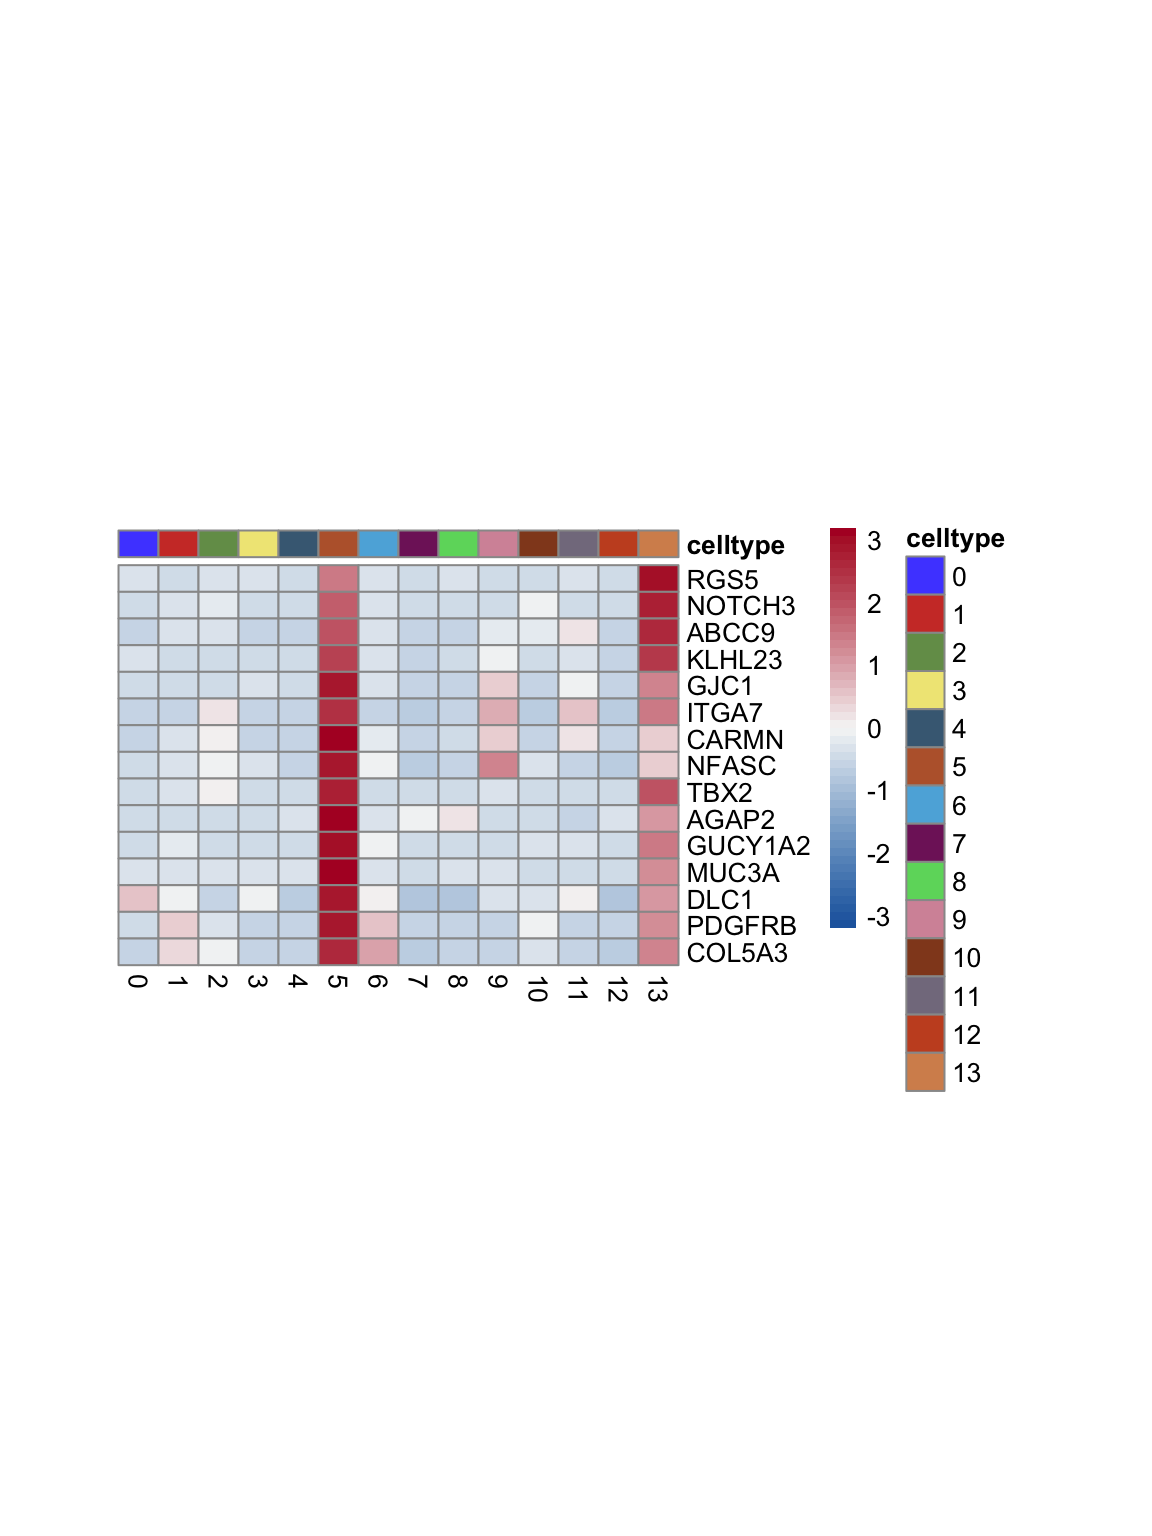 celltype
RGS5
NOTCH3
ABCC9
KLHL23
GJC1
ITGA7
CARMN
NFASC
TBX2
AGAP2
GUCY1A2
MUC3A
DLC1
PDGFRB
COL5A3
0 1 2 3 4 5 6 7 8 9 10 11 12 13
3
2
1
0
-1
-2
-3
celltype
0
1
2
3
4
5
6
7
8
9
10
11
12
13